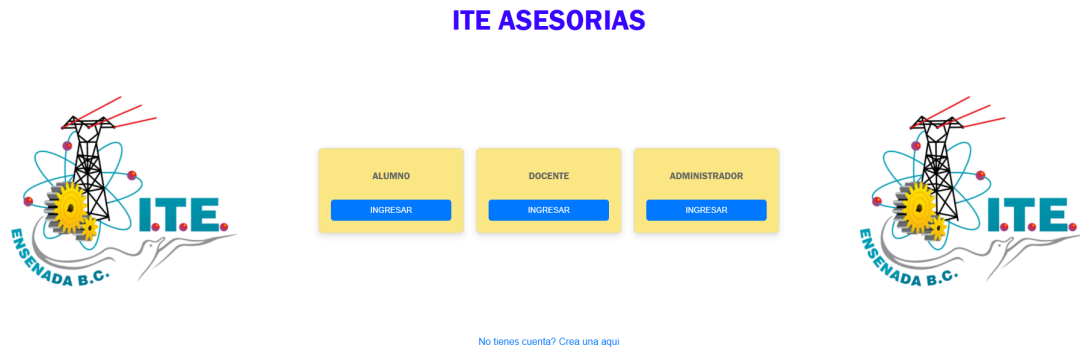 ITE ASESORIAS
I.T.E.
ENSENADA B.C.
ALUMNO
INGRESAR
DOCENTE
INGRESAR
ADMINISTRADOR
INGRESAR
I.T.E.
ENSENADA B.C.
No tienes cuenta? Crea una aqui